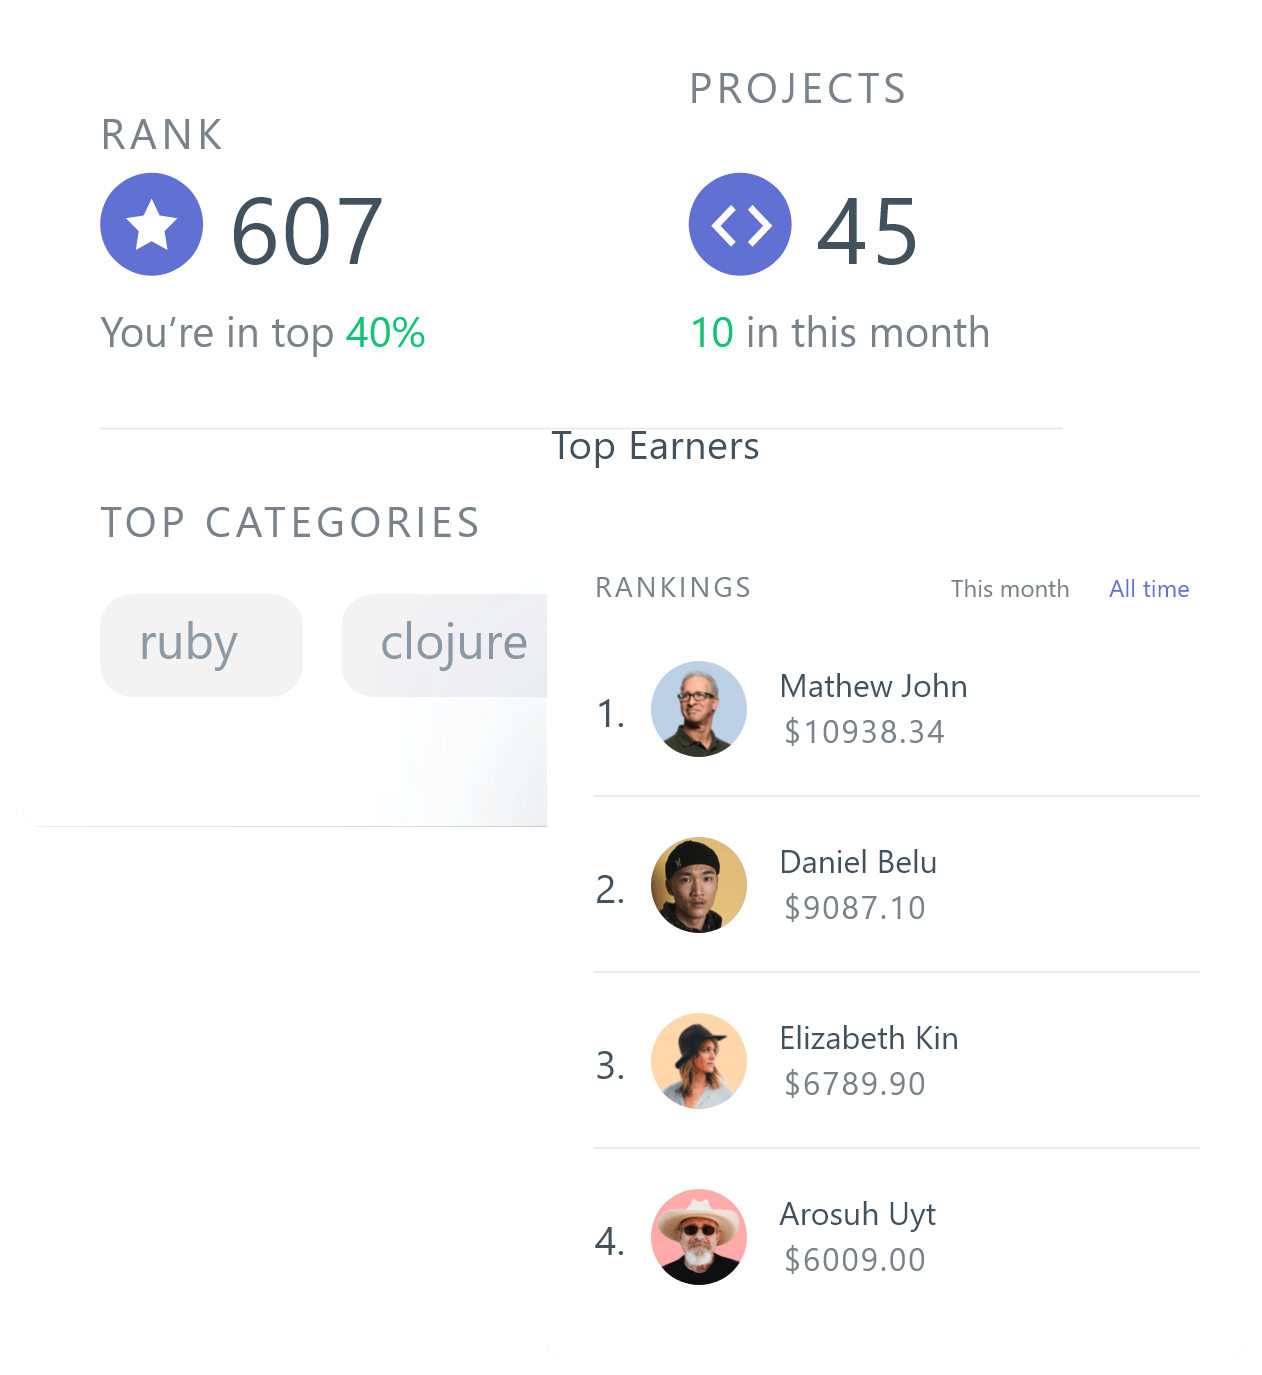 RANK
607
You’re in top 40%
PROJECTS
45
10 in this month
TOP CATEGORIES
ruby
clojure
Top Earners
RANKINGS
This month
All time
1.
Mathew John
$10938.34
2.
Daniel Belu
$9087.10
3.
Elizabeth Kin
$6789.90
4.
Arosuh Uyt
$6009.00